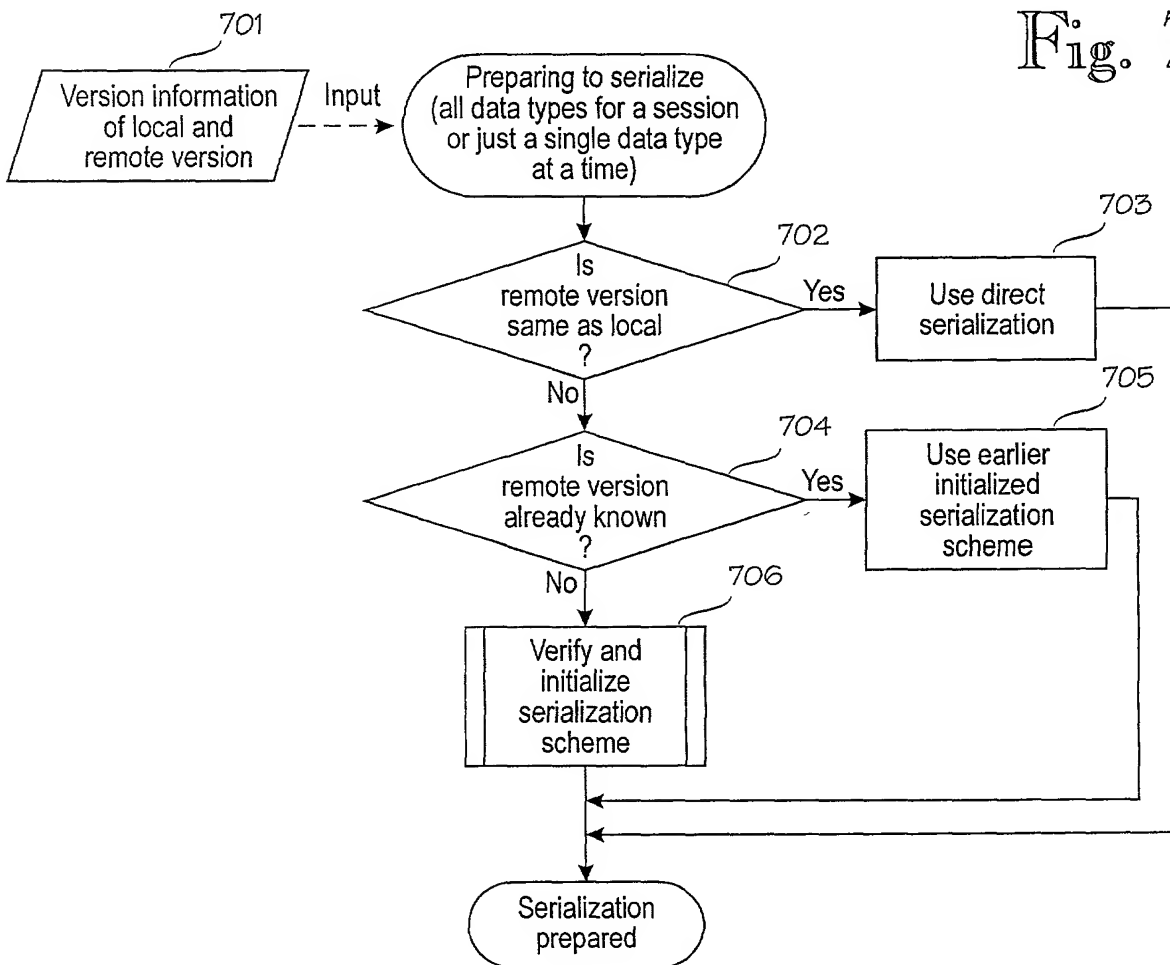 Fig.
701
Version information
of local and
remote version
Input
Preparing to serialize
(all data types for a session
or just a single data type
at a time)
702
Is
remote version
same as local
?
Yes
703
Use direct
serialization
No
704
Is
remote version
already known
?
Yes
705
Use earlier
initialized
serialization
scheme
No
706
Verify and
initialize
serialization
scheme
Serialization
prepared